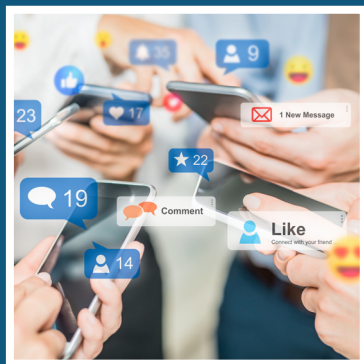 35
9
23
17
1 New Message
22
19
Comment
Like
Connect with your friend
14